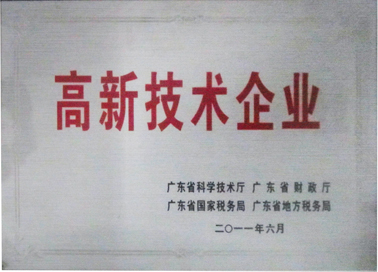 高新技术企业
广东省科学技术厅 广东省财政厅
广东省国家税务局 广东省地方税务局
二〇一一年六月